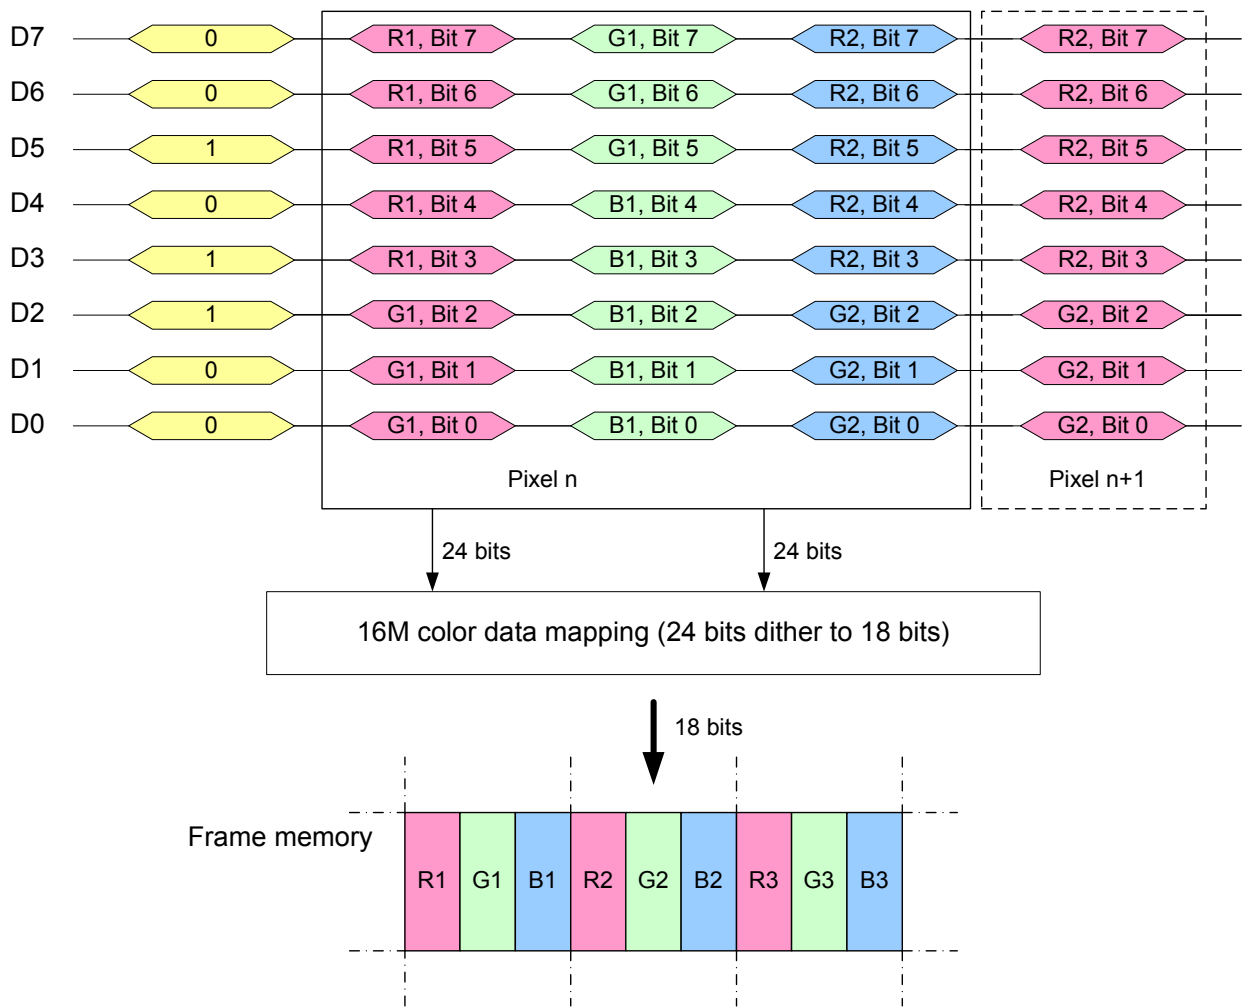 D7 0 R1, Bit 7 G1, Bit 7 R2, Bit 7 R2, Bit 7
D6 0 R1, Bit 6 G1, Bit 6 R2, Bit 6 R2, Bit 6
D5 1 R1, Bit 5 G1, Bit 5 R2, Bit 5 R2, Bit 5
D4 0 R1, Bit 4 B1, Bit 4 R2, Bit 4 R2, Bit 4
D3 1 R1, Bit 3 B1, Bit 3 R2, Bit 3 R2, Bit 3
D2 1 G1, Bit 2 B1, Bit 2 G2, Bit 2 G2, Bit 2
D1 0 G1, Bit 1 B1, Bit 1 G2, Bit 1 G2, Bit 1
D0 0 G1, Bit 0 B1, Bit 0 G2, Bit 0 G2, Bit 0
Pixel n Pixel n+1
24 bits 24 bits
16M color data mapping (24 bits dither to 18 bits)
18 bits
Frame memory
R1 G1 B1 R2 G2 B2 R3 G3 B3